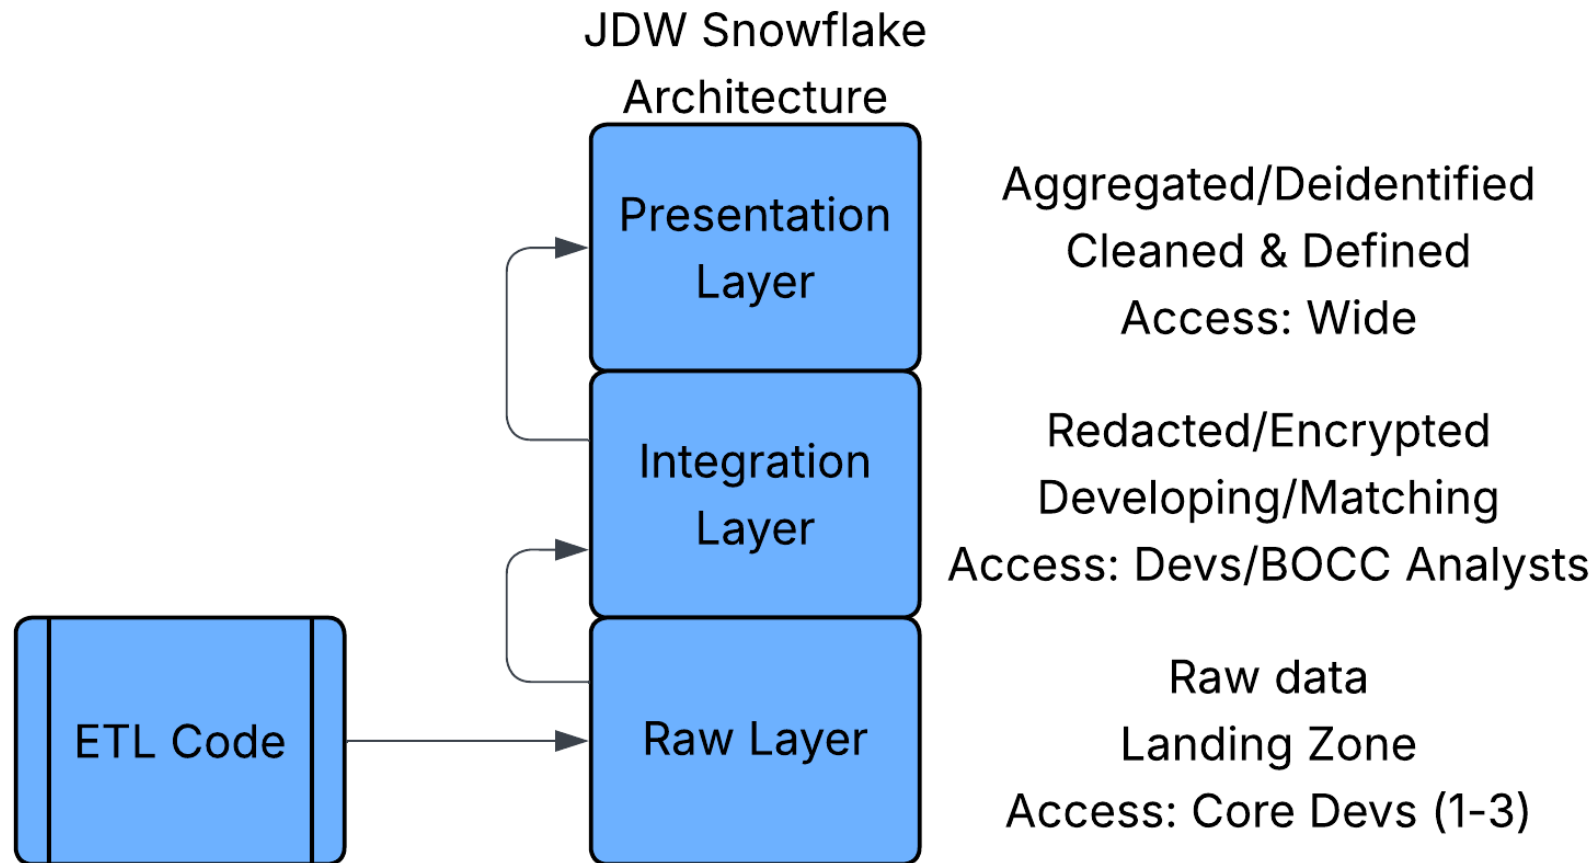 JDW Snowflake
Architecture
Presentation
Layer
Aggregated/Deidentified
Cleaned & Defined
Access: Wide
Integration
Layer
Redacted/Encrypted
Developing/Matching
Access: Devs/BOCC Analysts
ETL Code
Raw Layer
Raw data
Landing Zone
Access: Core Devs (1-3)